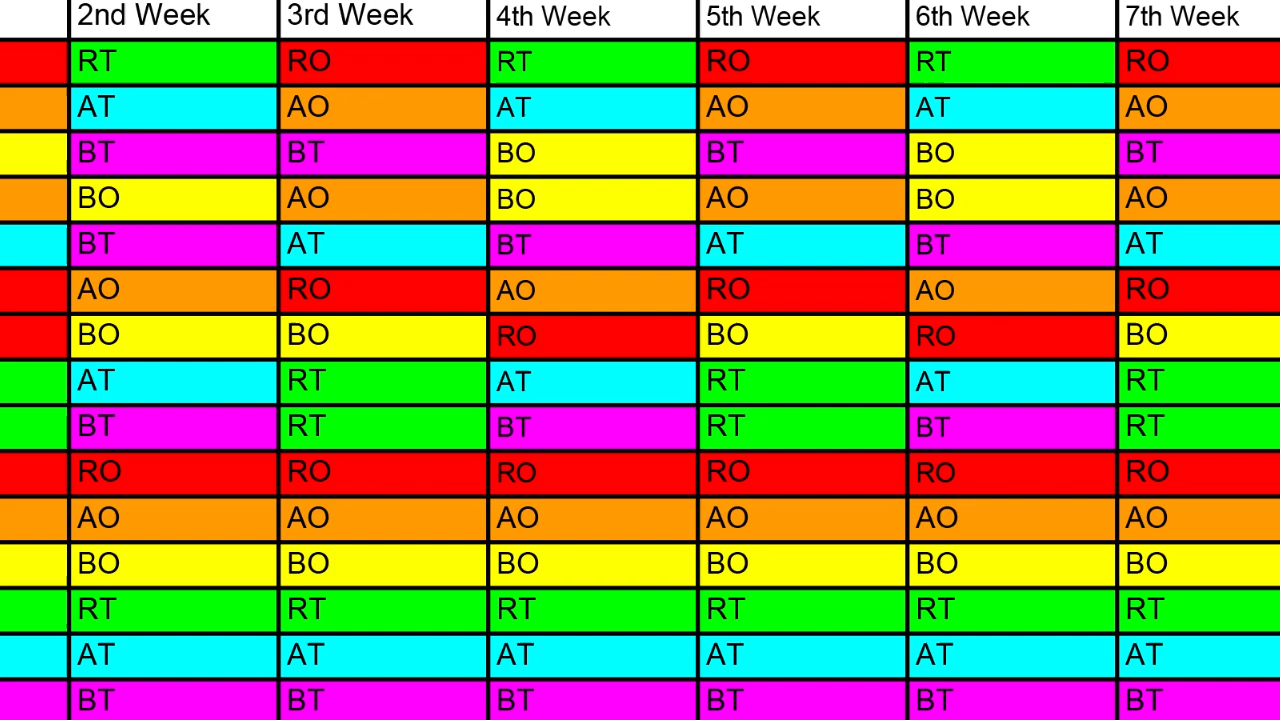 2nd Week 3rd Week 4th Week 5th Week 6th Week 7th Week
RT RO RT RO RT RO
AT AO AT AO AT AO
BT BT BO BT BO BT
BO AO BO AO BO AO
BT AT BT AT BT AT
AO RO AO RO AO RO
BO BO RO BO RO BO
AT RT AT RT AT RT
BT RT BT RT BT RT
RO RO RO RO RO RO
AO AO AO AO AO AO
BO BO BO BO BO BO
RT RT RT RT RT RT
AT AT AT AT AT AT
BT BT BT BT BT BT